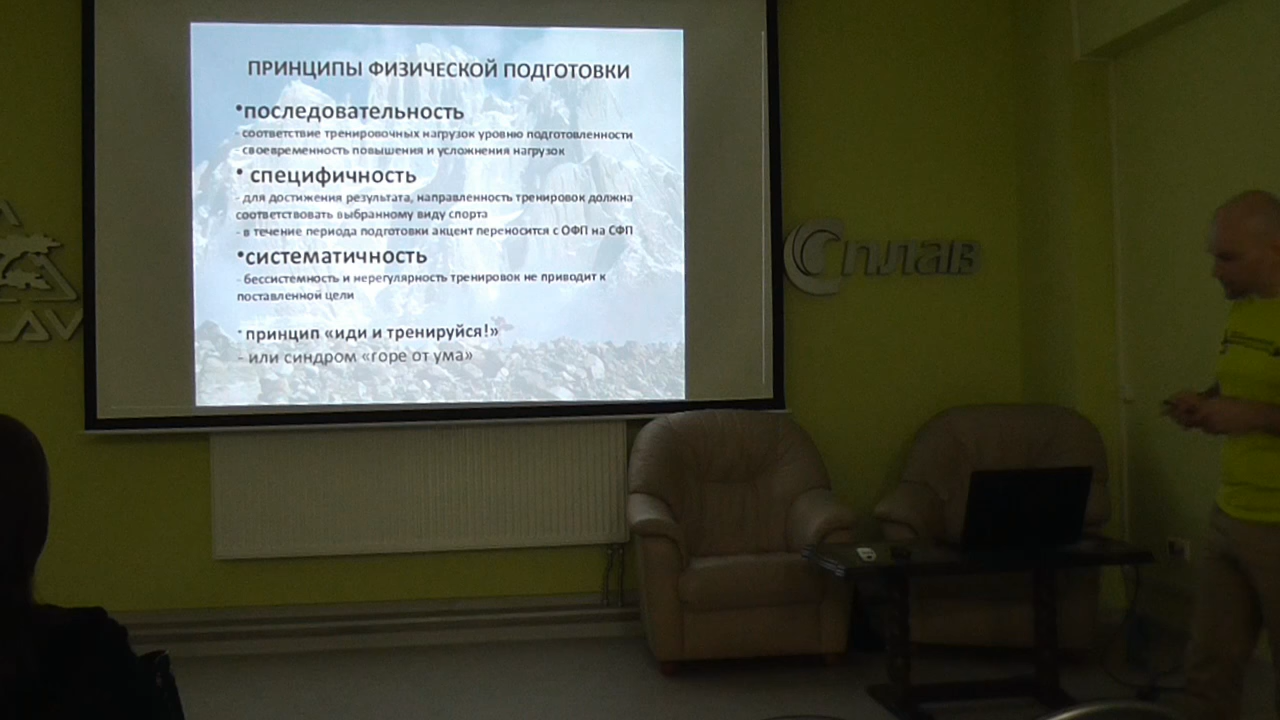 ПРИНЦИПЫ ФИЗИЧЕСКОЙ ПОДГОТОВКИ
•последовательность
- соответствие тренировочных нагрузок уровню подготовленности
- своевременность повышения и усложнения нагрузок
• специфичность
- для достижения результата, направленность тренировок должна
соответствовать выбранному виду спорта
- в течение периода подготовки акцент переносится с ОФП на СФП
•систематичность
- бессистемность и нерегулярность тренировок не приводит к
поставленной цели
• принцип «иди и тренируйся!»
- или синдром «горе от ума»
Сплав
LAV